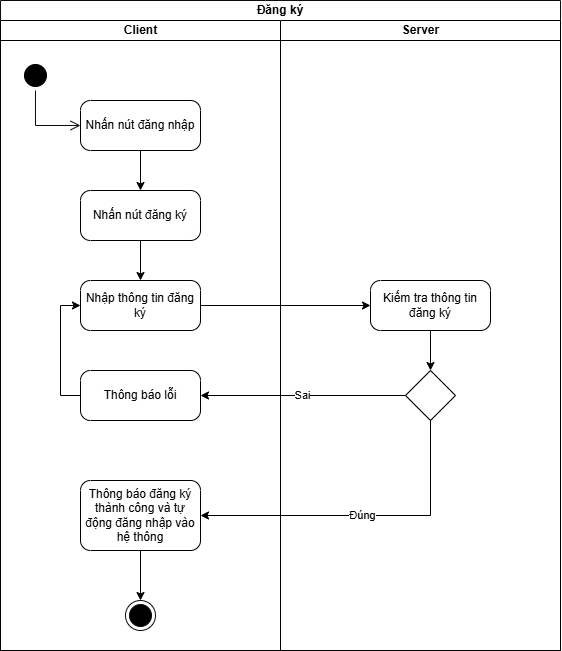 Đăng ký
Client
Server
Nhấn nút đăng nhập
Nhấn nút đăng ký
Nhập thông tin đăng
ký
Kiểm tra thông tin
đăng ký
Thông báo lỗi
Sai
Thông báo đăng ký
thành công và tự
động đăng nhập vào
hệ thông
Đúng